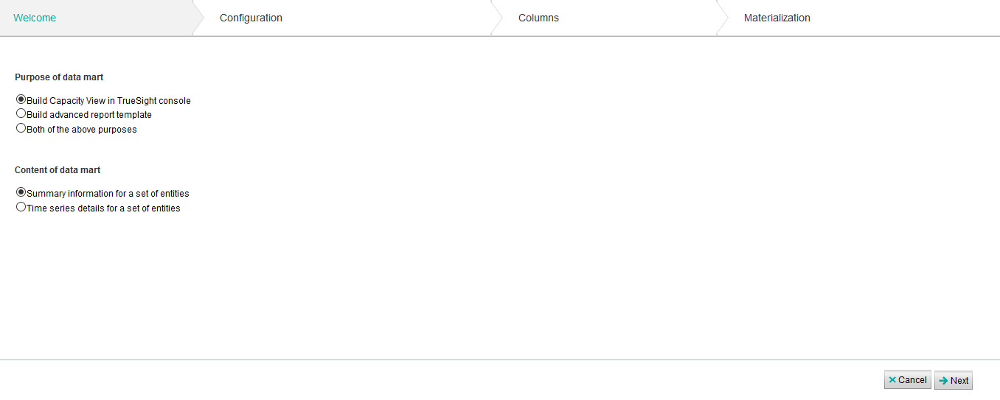 Welcome
Configuration
Columns
Materialization
Purpose of data mart
Build Capacity View in TrueSight console
Build advanced report template
Both of the above purposes
Content of data mart
Summary information for a set of entities
Time series details for a set of entities
Cancel
Next